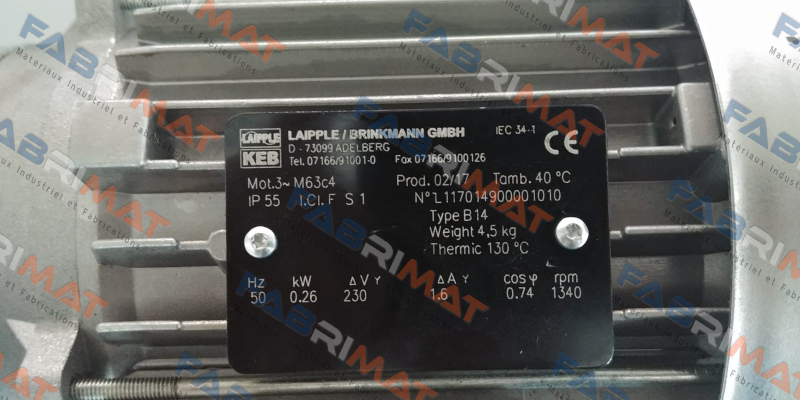 LAIPPLE LAIPPLE / BRINKMANN GMBH IEC 34-1
KEB D - 73099 ADELBERG CE
Tel. 07166/91001-0 Fax 07166/9100126
Mot.3~ M63c4 Prod. 02/17 Tamb. 40 °C
IP 55 I.Cl. F S 1 N° L117014900001010
Type B14
Weight 4,5 kg
Thermic 130 °C
Hz kW Δ V Y Δ A Y cos φ rpm
50 0.26 230 1.6 0.74 1340
FABRIMAT
Materiaux Industriel et Fabrications